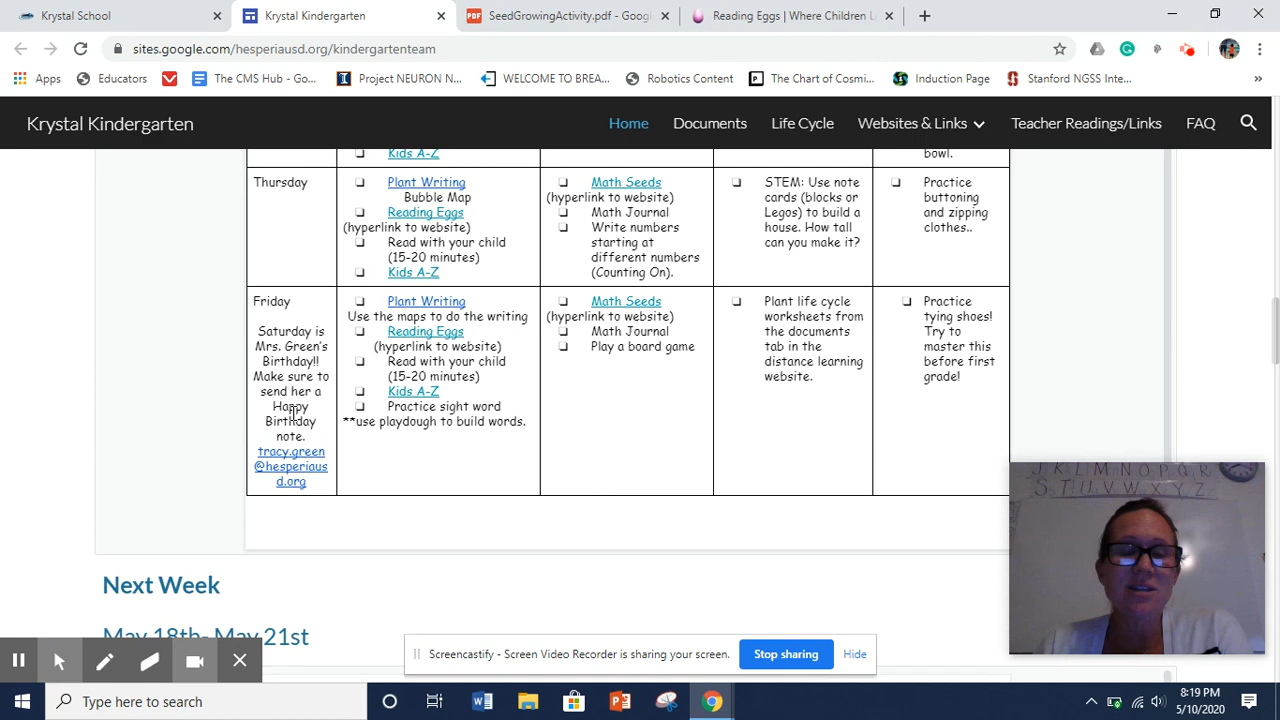 Krystal School
Krystal Kindergarten
SeedGrowingActivity.pdf - Googl
Reading Eggs | Where Children L
sites.google.com/hesperiausd.org/kindergartenteam
Apps
Educators
The CMS Hub - Go...
Project NEURON N...
WELCOME TO BREA...
Robotics Content
The Chart of Cosmi...
Induction Page
Stanford NGSS Inte...
»
Krystal Kindergarten
Home
Documents
Life Cycle
Websites & Links
Teacher Readings/Links
FAQ
Kids A-Z
bowl.
Thursday
Plant Writing
Bubble Map
Reading Eggs
(hyperlink to website)
Read with your child
(15-20 minutes)
Kids A-Z
Math Seeds
(hyperlink to website)
Math Journal
Write numbers
starting at
different numbers
(Counting On).
STEM: Use note
cards (blocks or
Legos) to build a
house. How tall
can you make it?
Practice
buttoning
and zipping
clothes..
Friday
Saturday is
Mrs. Green's
Birthday!!
Make sure to
send her a
Happy
Birthday
note.
tracy.green
@hesperiaus
d.org
Plant Writing
Use the maps to do the writing
Reading Eggs
(hyperlink to website)
Read with your child
(15-20 minutes)
Kids A-Z
Practice sight word
**use playdough to build words.
Math Seeds
(hyperlink to website)
Math Journal
Play a board game
Plant life cycle
worksheets from
the documents
tab in the
distance learning
website.
Practice
tying shoes!
Try to
master this
before first
grade!
Next Week
May 18th- May 21st
J K L M N O P Q R
S T U V W X Y Z
Screencastify - Screen Video Recorder is sharing your screen.
Stop sharing
Hide
Type here to search
8:19 PM
5/10/2020